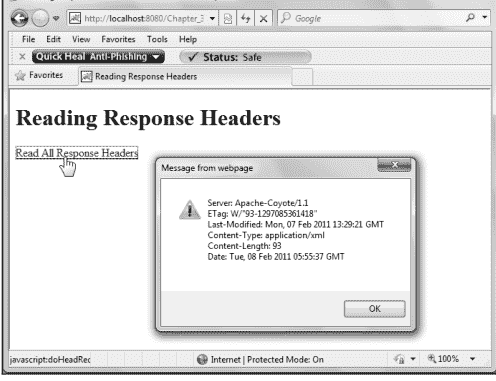 http://localhost:8080/Chapter_3
Google
File Edit View Favorites Tools Help
Quick Heal Anti-Phishing Status: Safe
Favorites Reading Response Headers
Reading Response Headers
Read All Response Headers
Message from webpage
Server: Apache-Coyote/1.1
ETag: W/"93-1297085361418"
Last-Modified: Mon, 07 Feb 2011 13:29:21 GMT
Content-Type: application/xml
Content-Length: 93
Date: Tue, 08 Feb 2011 05:55:37 GMT
OK
javascript:doHeadRec Internet | Protected Mode: On 100%